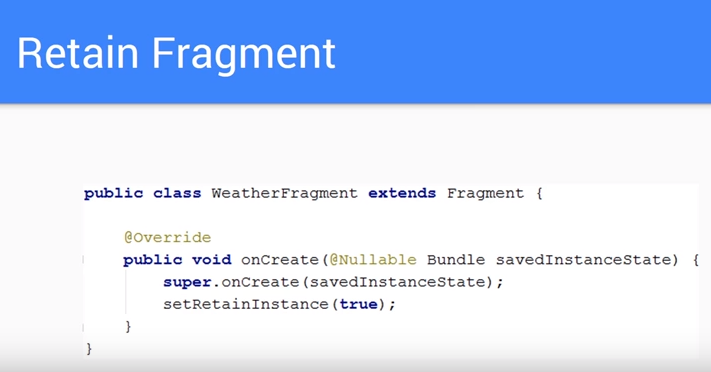 Retain Fragment
public class WeatherFragment extends Fragment {
@Override
public void onCreate(@Nullable Bundle savedInstanceState) {
super.onCreate(savedInstanceState);
setRetainInstance(true);
}
}